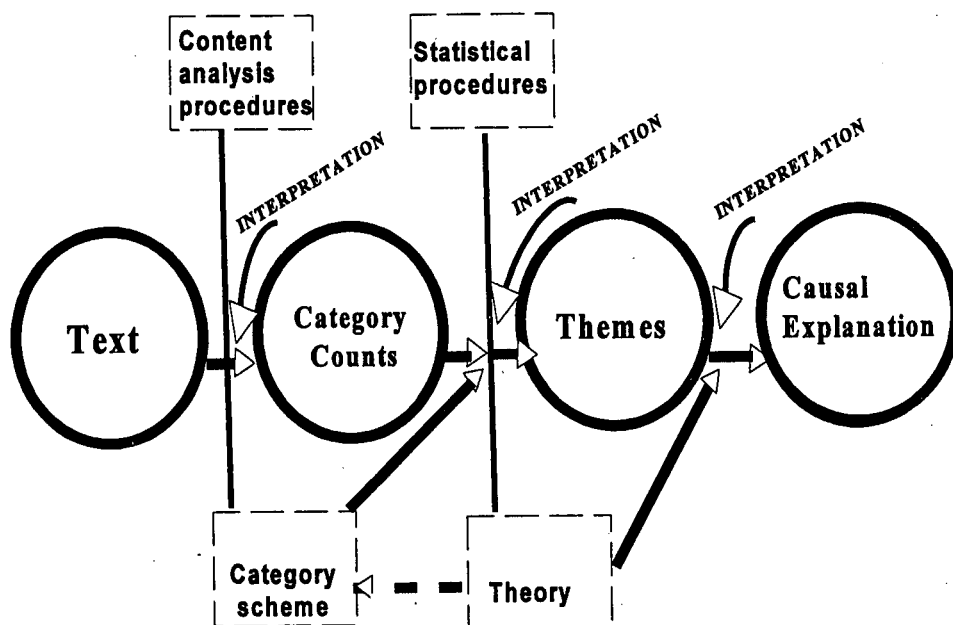 Content
analysis
procedures
Statistical
procedures
INTERPRETATION
INTERPRETATION
INTERPRETATION
Text
Category
Counts
Themes
Causal
Explanation
Category
scheme
Theory